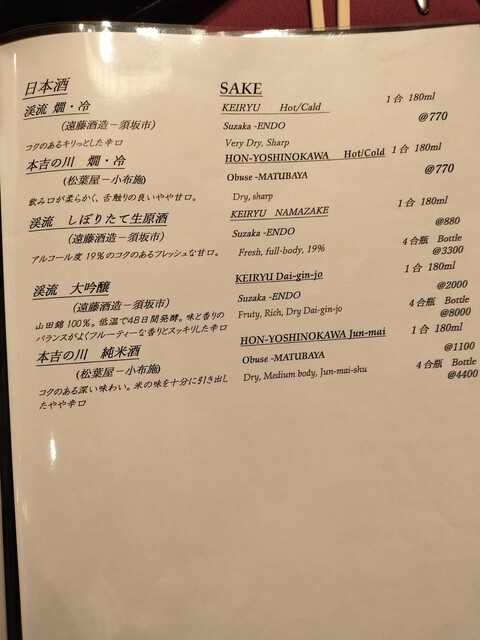 日本酒 SAKE
渓流 燗・冷 KEIRYU Hot/Cald 1合 180ml
(遠藤酒造－須坂市) Suzaka -ENDO @770
コクのあるキリっとした辛口 Very Dry, Sharp
本吉の川 燗・冷 HON-YOSHINOKAWA Hot/Cold 1合 180ml
(松葉屋－小布施) Obuse -MATUBAYA @770
飲み口が柔らかく、舌触りの良いやや甘口。 Dry, sharp
渓流 しぼりたて生原酒 KEIRYU NAMAZAKE 1合 180ml
(遠藤酒造－須坂市) Suzaka -ENDO @880
アルコール度 19%のコクのあるフレッシュな甘口。 Fresh, full-body, 19% 4合瓶 Bottle
@3300
渓流 大吟醸 KEIRYU Dai-gin-jo 1合 180ml
(遠藤酒造－須坂市) Suzaka -ENDO @2000
山田錦100%。低温で48日間発酵。味と香りの Fruty, Rich, Dry Dai-gin-jo 4合瓶 Bottle
バランスがよくフルーティーな香りとスッキリした辛口 @8000
本吉の川 純米酒 HON-YOSHINOKAWA Jun-mai 1合 180ml
(松葉屋－小布施) Obuse -MATUBAYA @1100
コクのある深い味わい。米の味を十分に引き出し Dry, Medium body, Jun-mai-shu 4合瓶 Bottle
たやや辛口 @4400